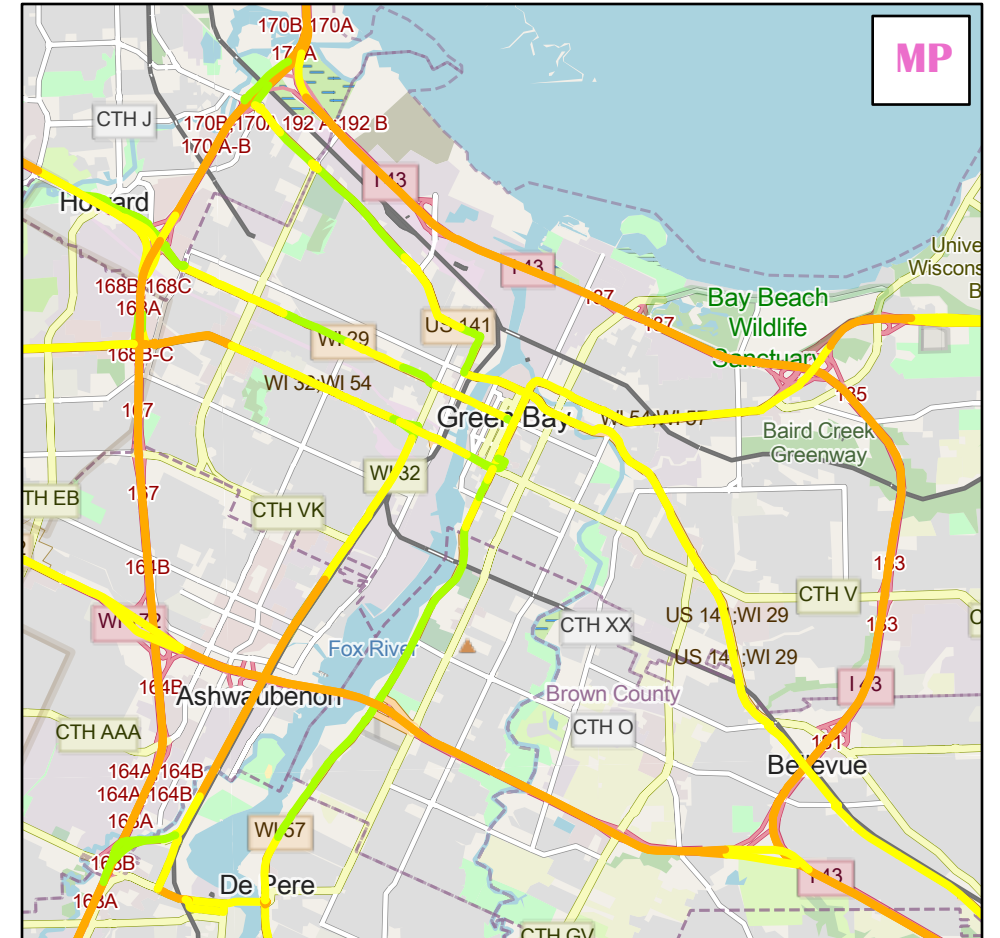 170B;170A
MP
CTH J
170B;170A
192 A;192 B
170 A-B
I 43
Howard
I 43
168B;168C
168A
187
Bay Beach
Wildlife
Sanctuary
US 141
187
WI 29
168B-C
WI 32;WI 54
185
167
Green Bay
WI 54;WI 57
Baird Creek
Greenway
WI 32
167
TH EB
CTH VK
183
164B
CTH V
US 141;WI 29
CTH XX
183
Fox River
US 141;WI 29
164B
Ashwaubenon
Brown County
I 43
CTH O
CTH AAA
181
Bellevue
164A;164B
164A;164B
163A
WI 57
163B
De Pere
I 43
163A
CTH GV